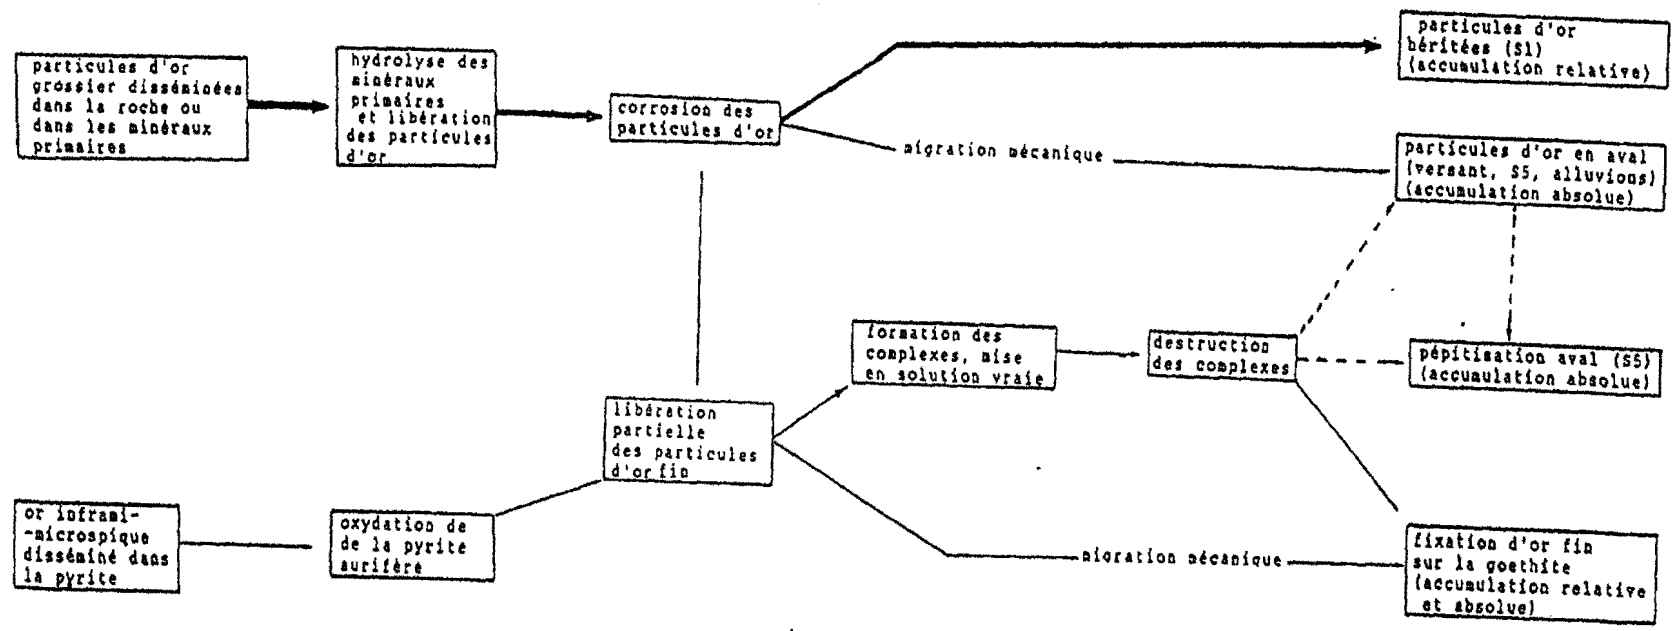 particules d'or
grossier disséminées
dans la roche ou
dans les minéraux
primaires
hydrolyse des
minéraux
primaires
et libération
des particules
d'or
corrosion des
particules d'or
particules d'or
héritées (S1)
(accumulation relative)
migration mécanique
particules d'or en aval
(versant, S5, alluvions)
(accumulation absolue)
formation des
complexes, mise
en solution vraie
destruction
des complexes
pépitisation aval (S5)
(accumulation absolue)
libération
partielle
des particules
d'or fin
or inframi-
~microspique
disséminé dans
la pyrite
oxydation de
de la pyrite
aurifère
migration mécanique
fixation d'or fin
sur la goethite
(accumulation relative
et absolue)